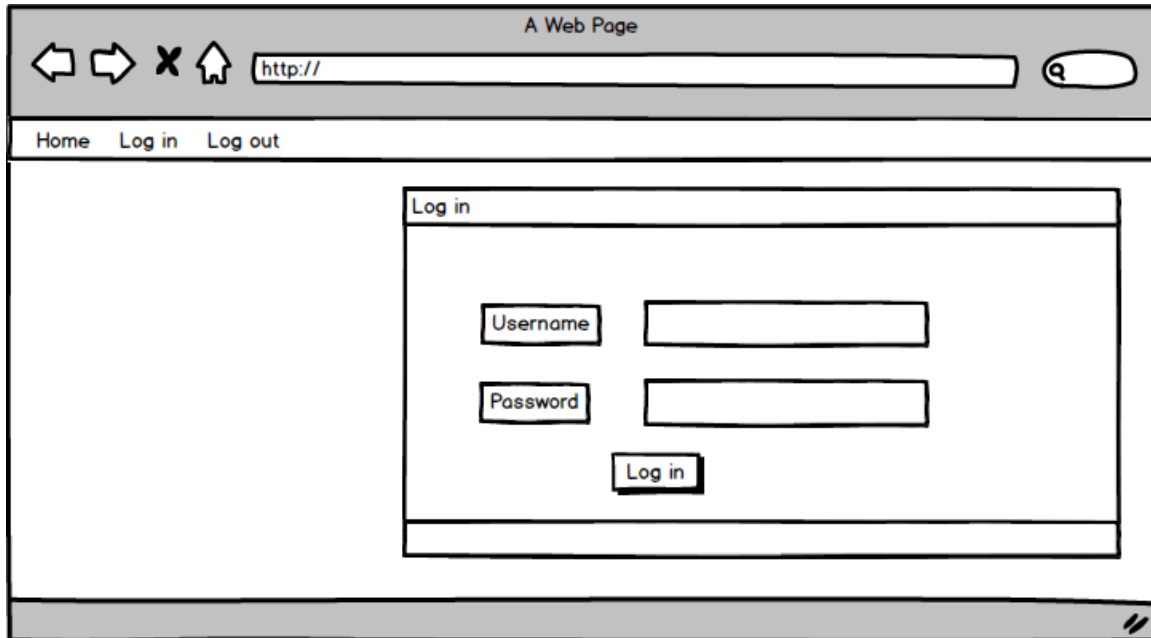 A Web Page
http://
Home Log in Log out
Log in
Username
Password
Log in